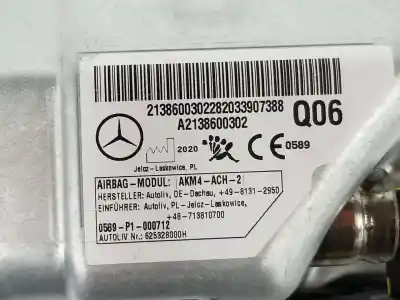 2138600302282033907388
A2138600302
Q06
2020
0589
Jelcz-Laskowice, PL
AIRBAG-MODUL: AKM4-ACH-2
HERSTELLER: Autoliv, DE-Dachau, +49-8131-2950
EINFÜHRER: Autoliv, PL-Jelcz-Laskowice,
+48-713810700
0589-P1-000712
AUTOLIV Nr.: 625328000H